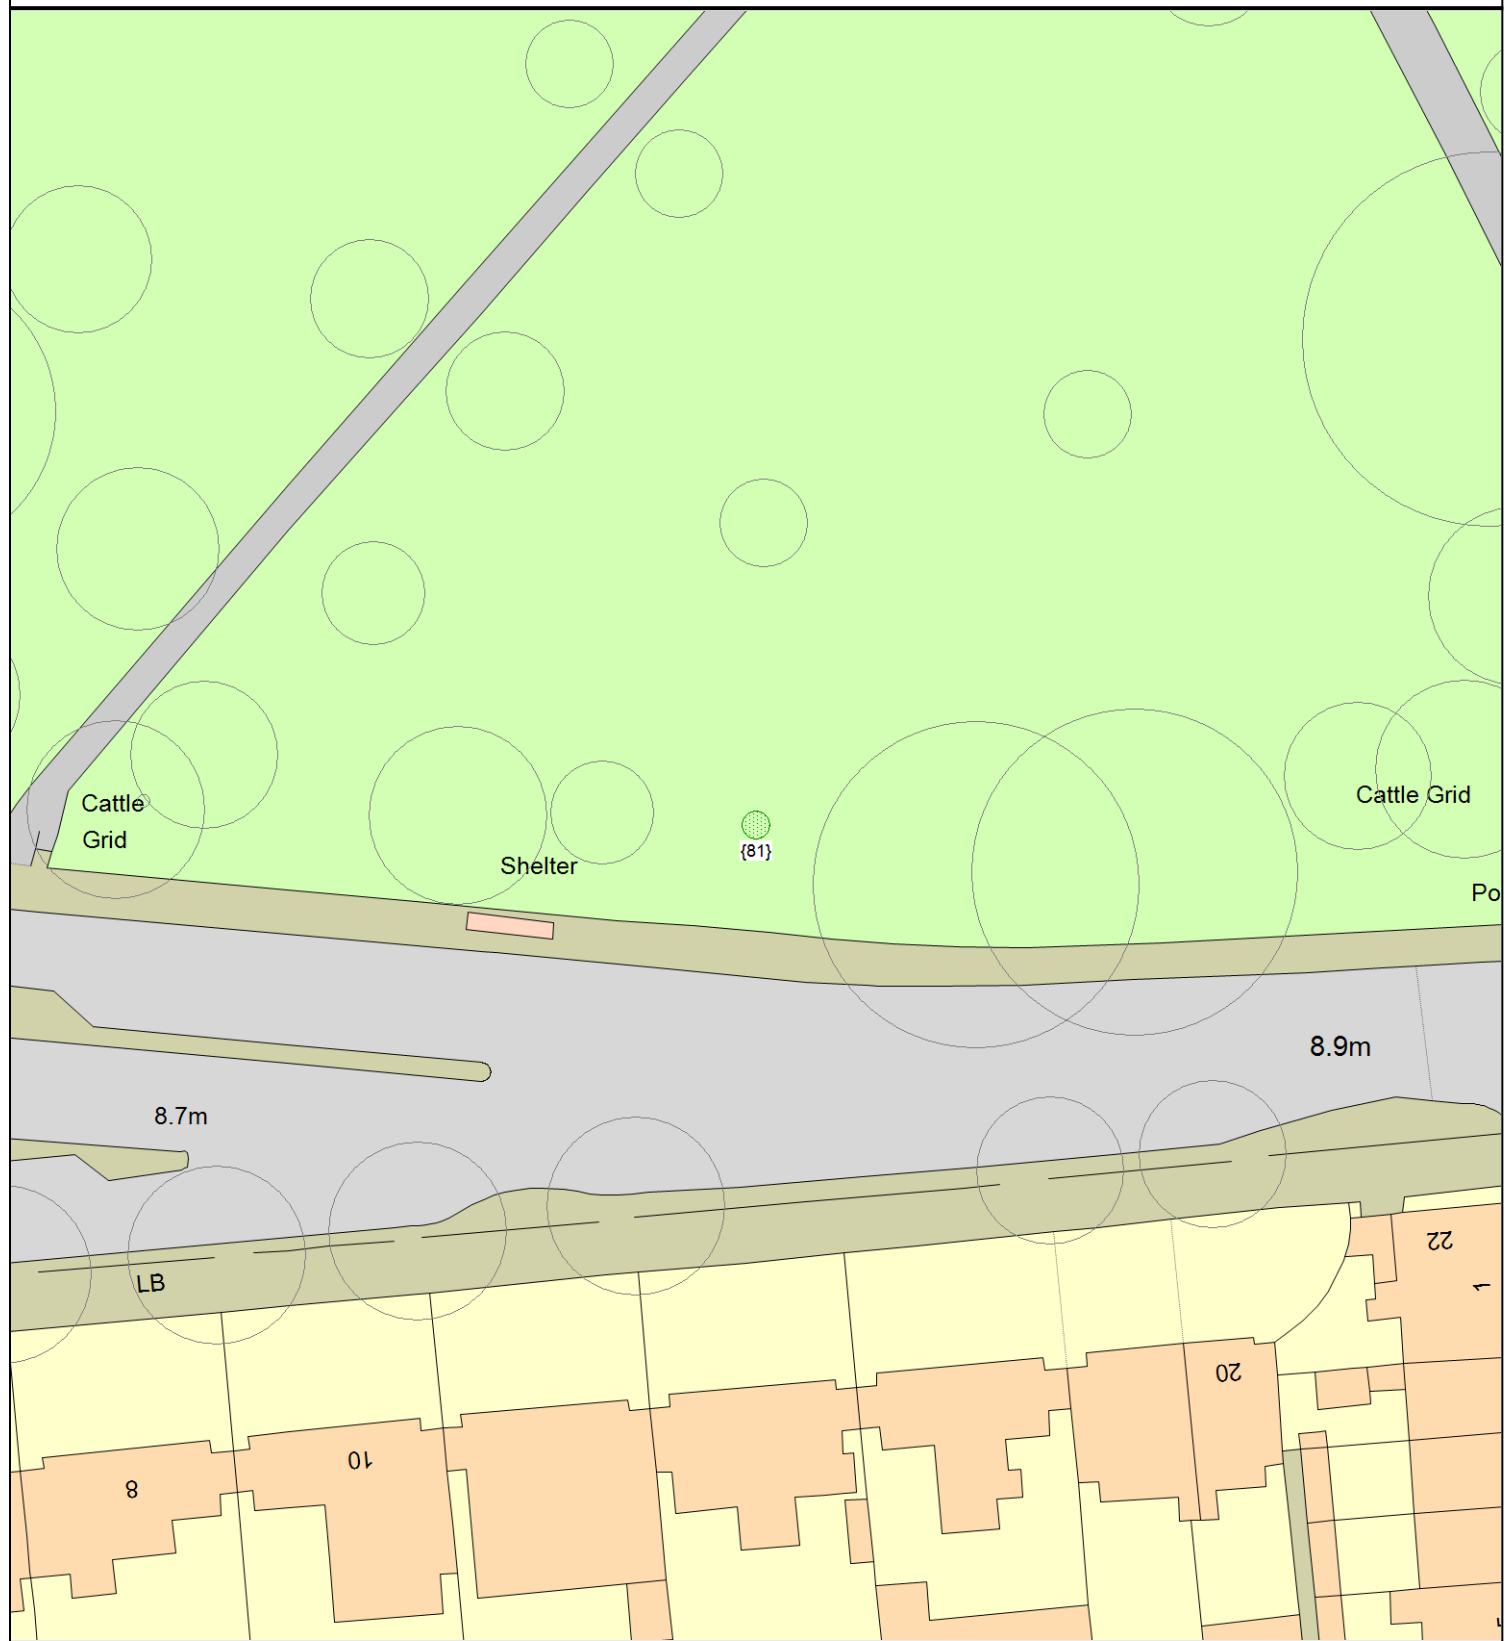 Cattle
Grid
Shelter
{81}
Cattle Grid
Po
8.9m
8.7m
LB
22
1
20
10
8